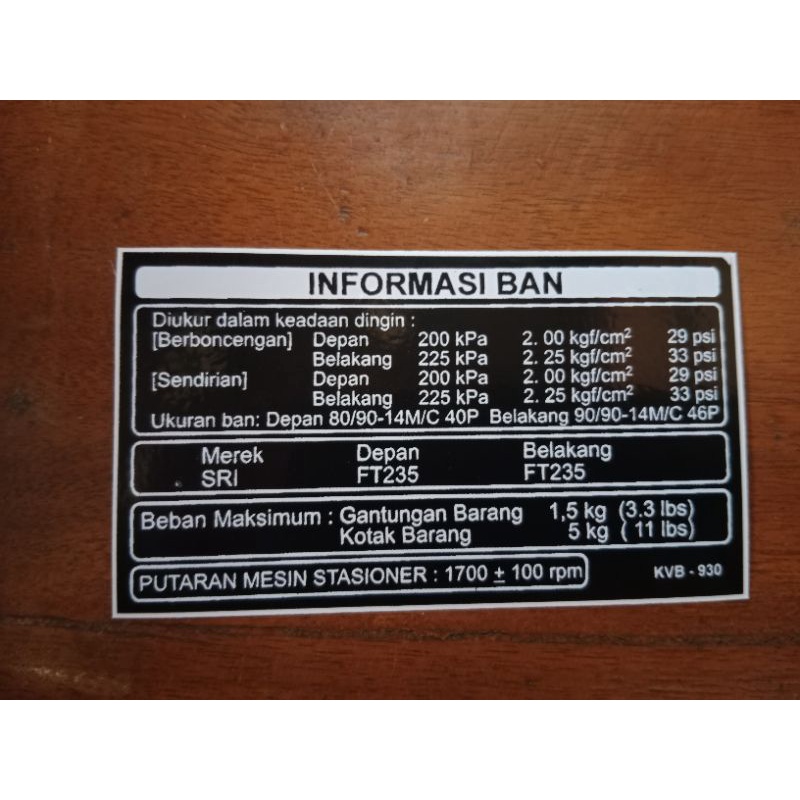 INFORMASI BAN
Diukur dalam keadaan dingin :
[Berboncengan] Depan 200 kPa 2. 00 kgf/cm² 29 psi
Belakang 225 kPa 2. 25 kgf/cm² 33 psi
[Sendirian] Depan 200 kPa 2. 00 kgf/cm² 29 psi
Belakang 225 kPa 2. 25 kgf/cm² 33 psi
Ukuran ban: Depan 80/90-14M/C 40P Belakang 90/90-14M/C 46P
Merek Depan Belakang
SRI FT235 FT235
Beban Maksimum : Gantungan Barang 1,5 kg (3.3 lbs)
Kotak Barang 5 kg ( 11 lbs)
PUTARAN MESIN STASIONER : 1700 ± 100 rpm KVB - 930